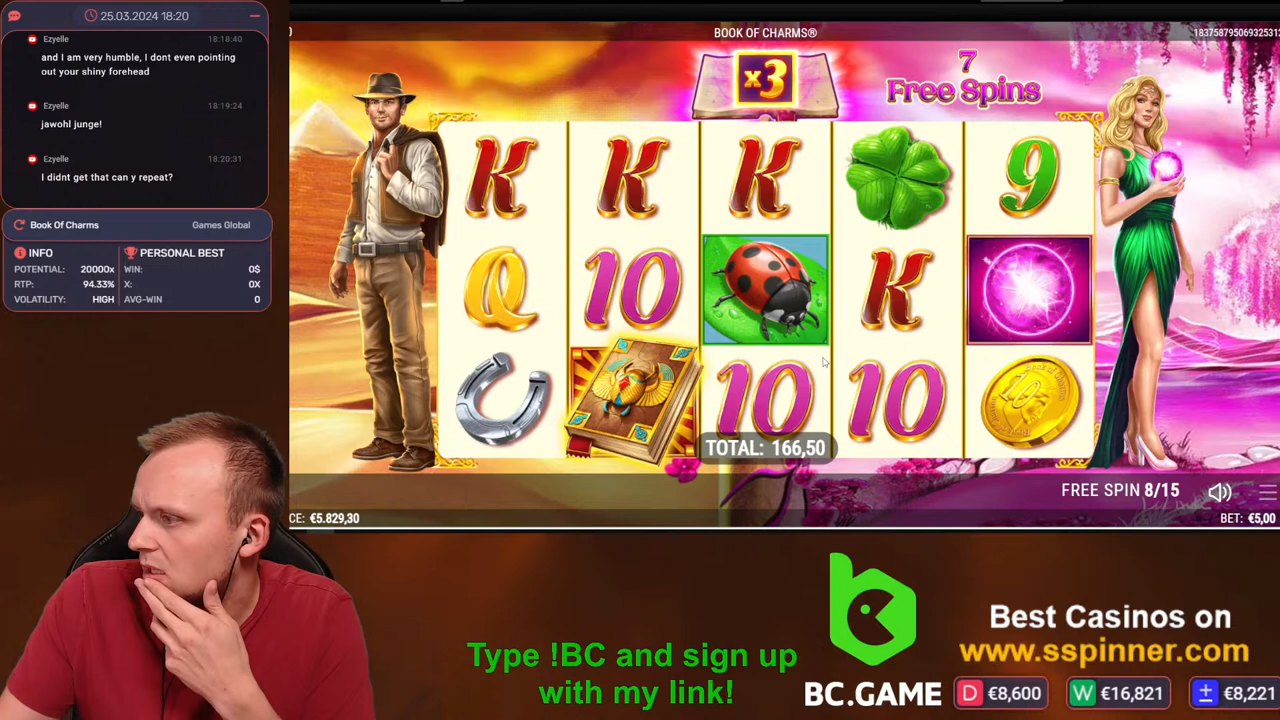 25.03.2024 18:20
Ezyelle 18:18:40
and I am very humble, I dont even pointing
out your shiny forehead
Ezyelle 18:19:24
jawohl junge!
Ezyelle 18:20:31
I didnt get that can y repeat?
Book Of Charms Games Global
INFO
POTENTIAL: 20000x
RTP: 94.33%
VOLATILITY: HIGH
PERSONAL BEST
WIN: 0$
X: 0X
AVG-WIN 0
BOOK OF CHARMS®
x3
7
Free Spins
K K K 9
Q 10 K
10 10 10
TOTAL: 166,50
FREE SPIN 8/15
CE: €5.829,30
BET: €5,00
Type !BC and sign up
with my link!
BC.GAME
Best Casinos on
www.sspinner.com
D €8,600 W €16,821 ± €8,221